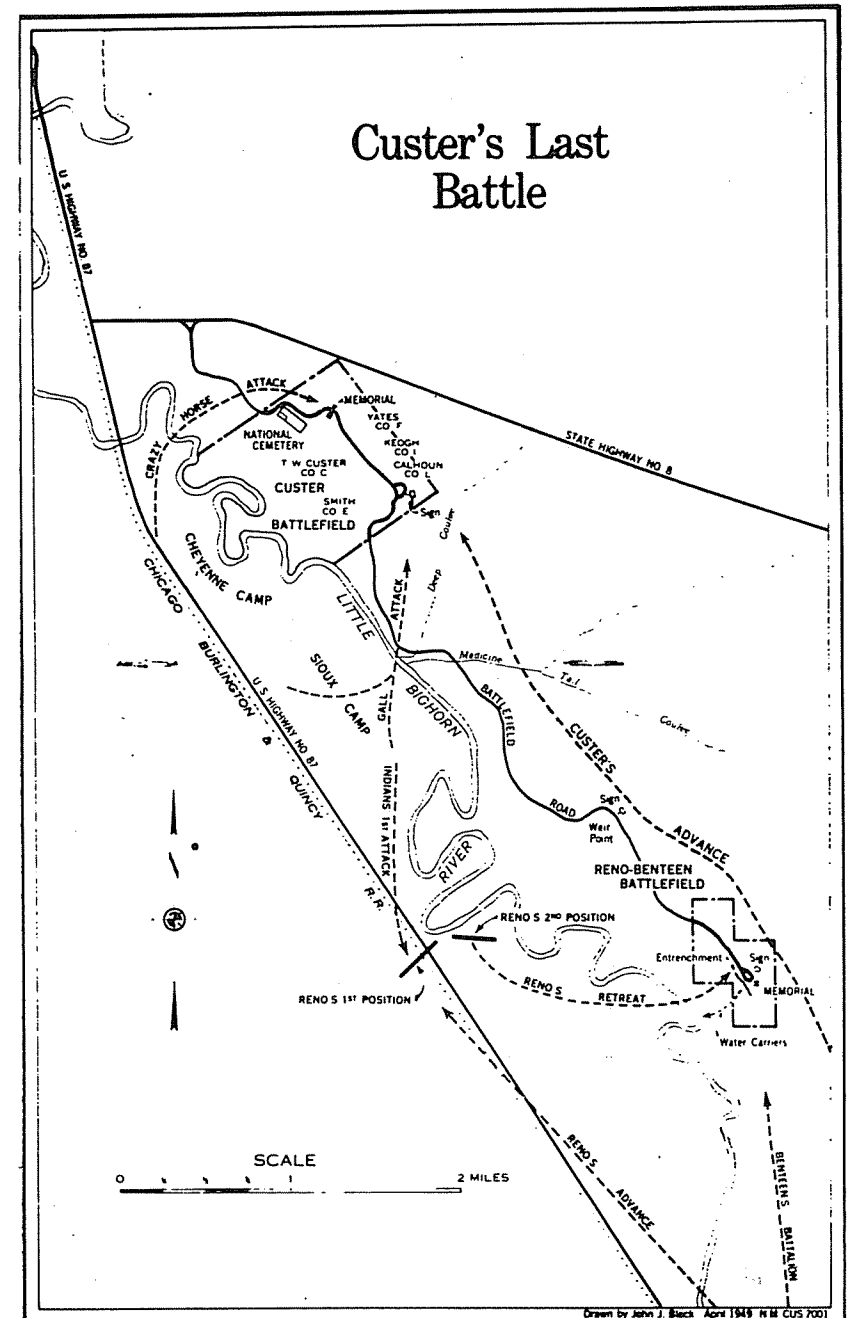 Custer's Last
Battle
U S HIGHWAY NO. 87
STATE HIGHWAY NO 8
CRAZY HORSE ATTACK
MEMORIAL
YATES
CO F
NATIONAL
CEMETERY
KEOGH
CO I
T W CUSTER
CO C
CALHOUN
CO L
CUSTER
BATTLEFIELD
SMITH
CO E
Sign
Deep Coulee
CHEYENNE CAMP
LITTLE BIGHORN RIVER
SIOUX CAMP
GALL ATTACK
Medicine Tail Coulee
CHICAGO BURLINGTON & QUINCY R.R.
U S HIGHWAY NO 87
BATTLEFIELD ROAD
CUSTER'S ADVANCE
INDIANS 1st ATTACK
Sign
Weir
Point
RENO-BENTEEN
BATTLEFIELD
RENO S 2ND POSITION
Entrenchment
Sign
MEMORIAL
RENO S RETREAT
RENO S 1ST POSITION
Water Carriers
RENO S ADVANCE
BENTEEN'S BATTALION
SCALE
0
2 MILES
Drawn by John J. Black April 1949 N M CUS 7001